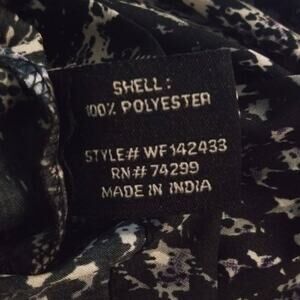 SHELL:
100% POLYESTER
STYLE# WF142433
RN# 74299
MADE IN INDIA